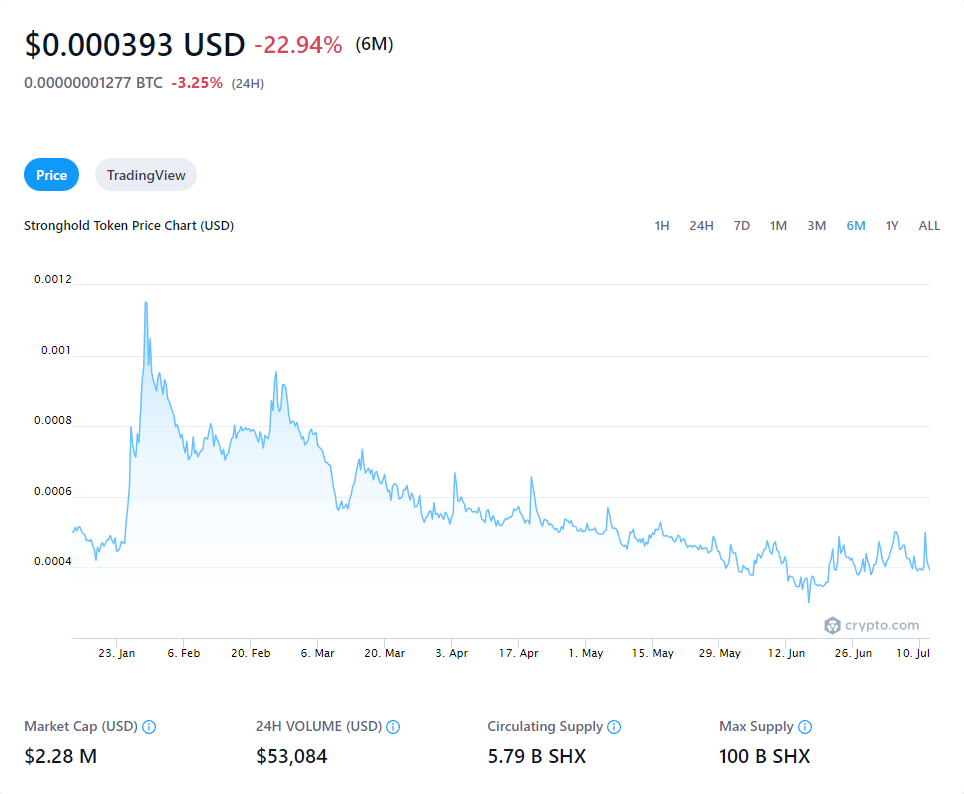 $0.000393 USD -22.94% (6M)
0.00000001277 BTC -3.25% (24H)
Price TradingView
Stronghold Token Price Chart (USD) 1H 24H 7D 1M 3M 6M 1Y ALL
0.0012
0.001
0.0008
0.0006
0.0004
crypto.com
23. Jan 6. Feb 20. Feb 6. Mar 20. Mar 3. Apr 17. Apr 1. May 15. May 29. May 12. Jun 26. Jun 10. Jul
Market Cap (USD) 24H VOLUME (USD) Circulating Supply Max Supply
$2.28 M $53,084 5.79 B SHX 100 B SHX